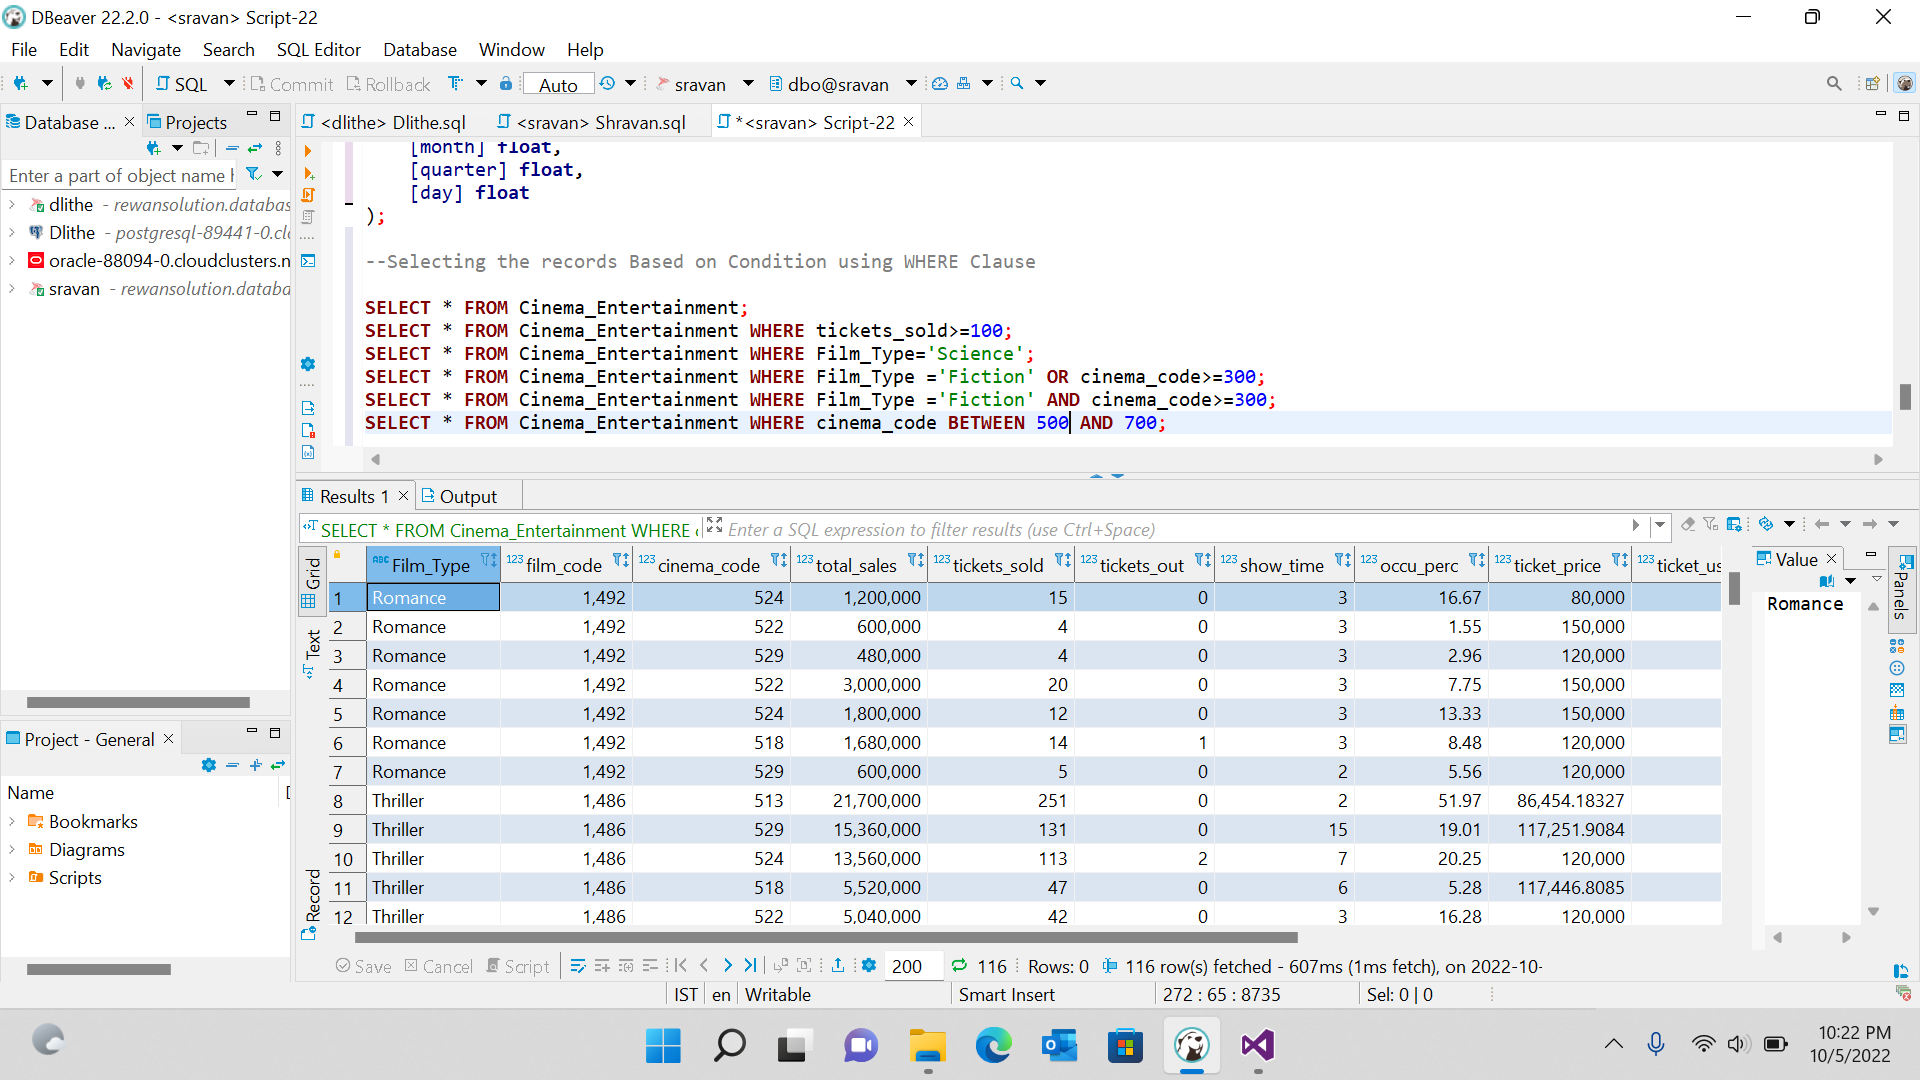 DBeaver 22.2.0 - <sravan> Script-22
File Edit Navigate Search SQL Editor Database Window Help
SQL Commit Rollback Auto sravan dbo@sravan
Database ... Projects <dlithe> Dlithe.sql <sravan> Shravan.sql *<sravan> Script-22
Enter a part of object name h
dlithe - rewansolution.databas
Dlithe - postgresql-89441-0.clo
oracle-88094-0.cloudclusters.n
sravan - rewansolution.databa
[month] float,
[quarter] float,
[day] float
);
--Selecting the records Based on Condition using WHERE Clause
SELECT * FROM Cinema_Entertainment;
SELECT * FROM Cinema_Entertainment WHERE tickets_sold>=100;
SELECT * FROM Cinema_Entertainment WHERE Film_Type='Science';
SELECT * FROM Cinema_Entertainment WHERE Film_Type ='Fiction' OR cinema_code>=300;
SELECT * FROM Cinema_Entertainment WHERE Film_Type ='Fiction' AND cinema_code>=300;
SELECT * FROM Cinema_Entertainment WHERE cinema_code BETWEEN 500 AND 700;
Results 1 Output
SELECT * FROM Cinema_Entertainment WHERE c Enter a SQL expression to filter results (use Ctrl+Space)
Grid
Text
Record
ABC Film_Type 123 film_code 123 cinema_code 123 total_sales 123 tickets_sold 123 tickets_out 123 show_time 123 occu_perc 123 ticket_price 123 ticket_us
1 Romance 1,492 524 1,200,000 15 0 3 16.67 80,000
2 Romance 1,492 522 600,000 4 0 3 1.55 150,000
3 Romance 1,492 529 480,000 4 0 3 2.96 120,000
4 Romance 1,492 522 3,000,000 20 0 3 7.75 150,000
5 Romance 1,492 524 1,800,000 12 0 3 13.33 150,000
6 Romance 1,492 518 1,680,000 14 1 3 8.48 120,000
7 Romance 1,492 529 600,000 5 0 2 5.56 120,000
8 Thriller 1,486 513 21,700,000 251 0 2 51.97 86,454.18327
9 Thriller 1,486 529 15,360,000 131 0 15 19.01 117,251.9084
10 Thriller 1,486 524 13,560,000 113 2 7 20.25 120,000
11 Thriller 1,486 518 5,520,000 47 0 6 5.28 117,446.8085
12 Thriller 1,486 522 5,040,000 42 0 3 16.28 120,000
Value
Romance
Panels
Project - General
Name D
Bookmarks
Diagrams
Scripts
Save Cancel Script 200 116 Rows: 0 116 row(s) fetched - 607ms (1ms fetch), on 2022-10-
IST en Writable Smart Insert 272 : 65 : 8735 Sel: 0 | 0
10:22 PM
10/5/2022